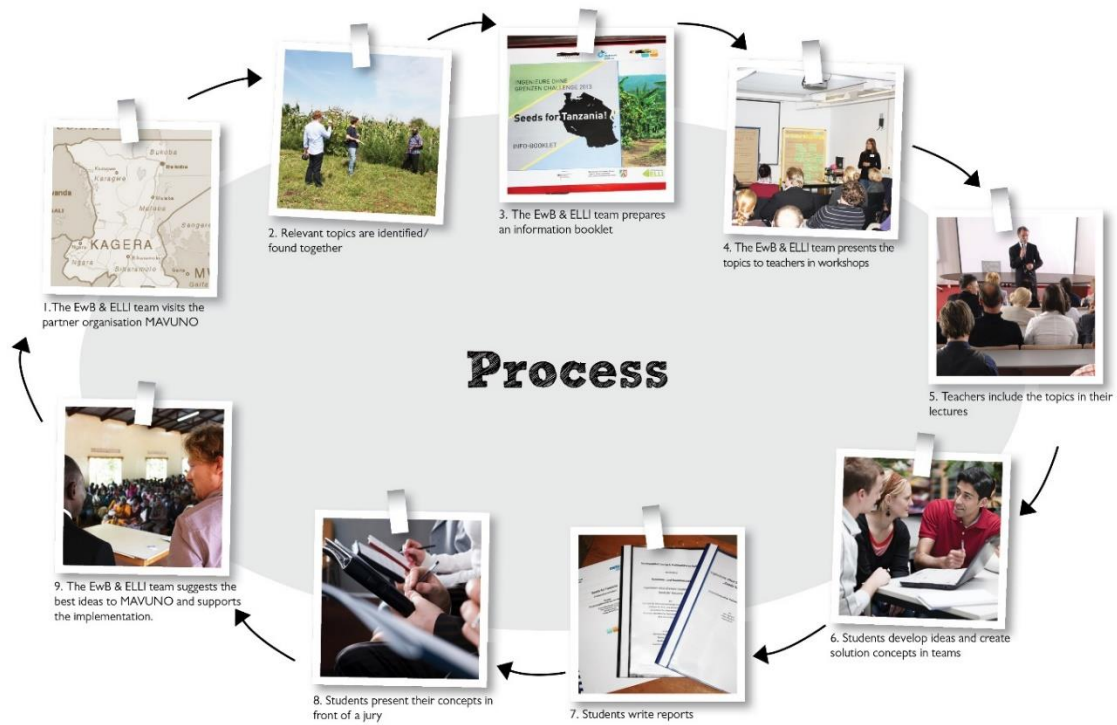 Process
Bukoba
Karagwe
KAGERA
Ngara
Biharamulo
1.The EwB & ELLI team visits the
partner organisation MAVUNO
2. Relevant topics are identified/
found together
INGENIEURE OHNE
GRENZEN CHALLENGE 2013
Seeds for Tanzania!
INFO-BOOKLET
ELLI
3. The EwB & ELLI team prepares
an information booklet
4. The EwB & ELLI team presents the
topics to teachers in workshops
5. Teachers include the topics in their
lectures
6. Students develop ideas and create
solution concepts in teams
7. Students write reports
8. Students present their concepts in
front of a jury
9. The EwB & ELLI team suggests the
best ideas to MAVUNO and supports
the implementation.